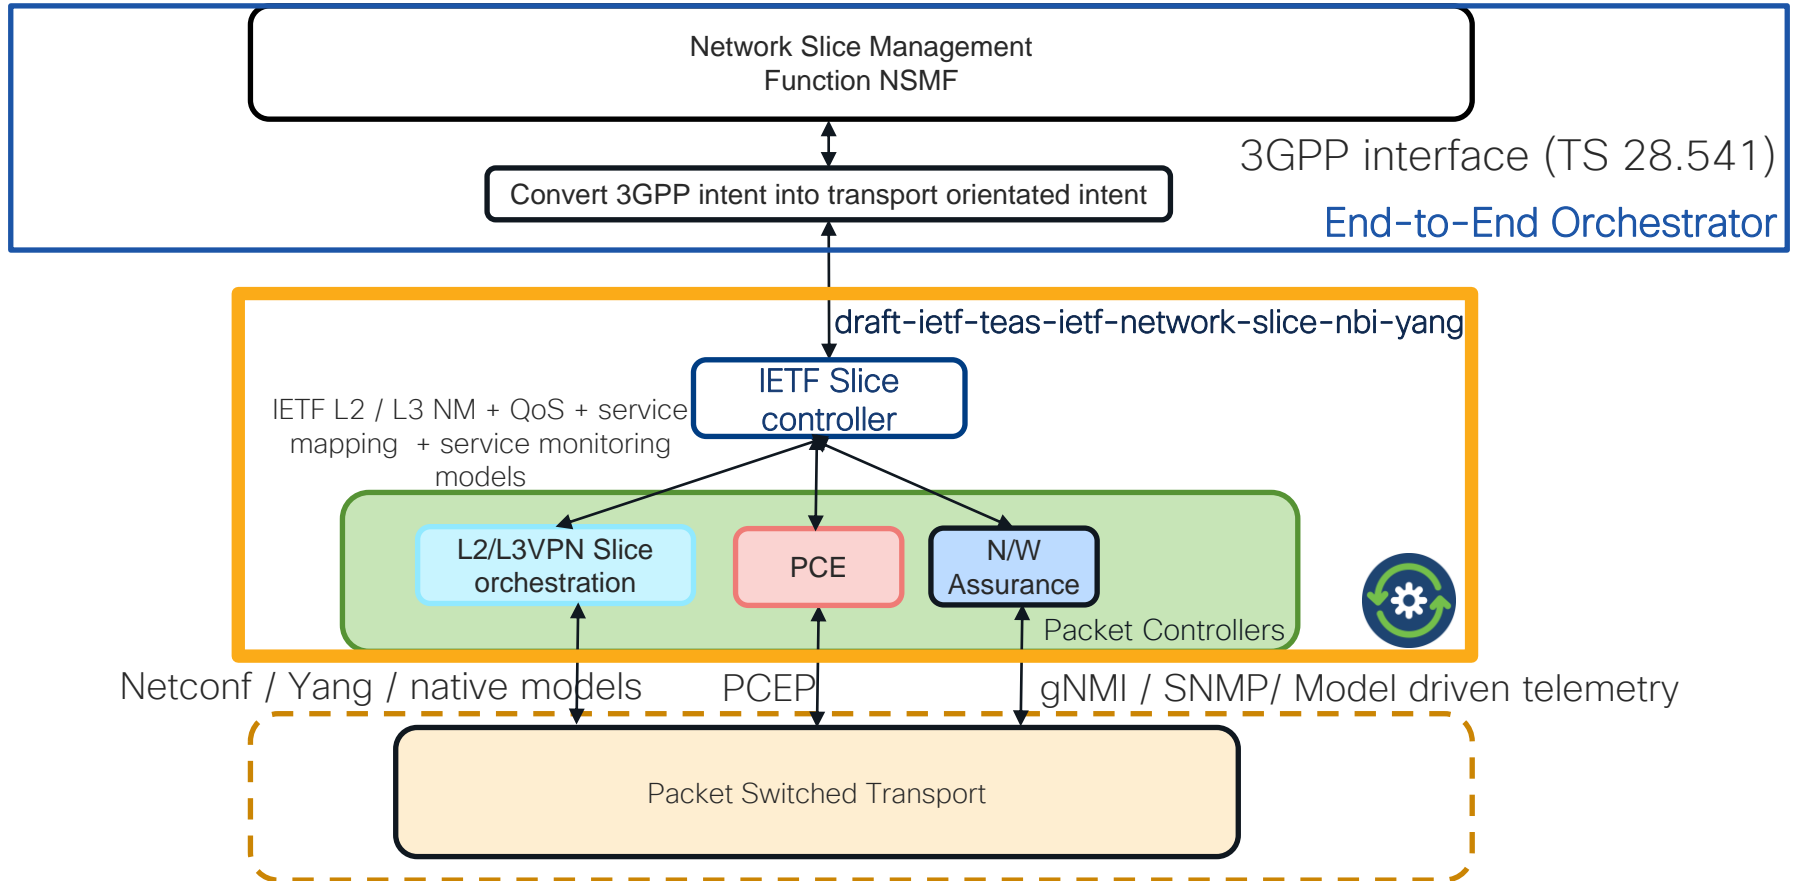 Network Slice Management
Function NSMF
3GPP interface (TS 28.541)
Convert 3GPP intent into transport orientated intent
End-to-End Orchestrator
draft-ietf-teas-ietf-network-slice-nbi-yang
IETF Slice
controller
IETF L2 / L3 NM + QoS + service
mapping + service monitoring
models
L2/L3VPN Slice
orchestration
PCE
N/W
Assurance
Packet Controllers
Netconf / Yang / native models
PCEP
gNMI / SNMP/ Model driven telemetry
Packet Switched Transport